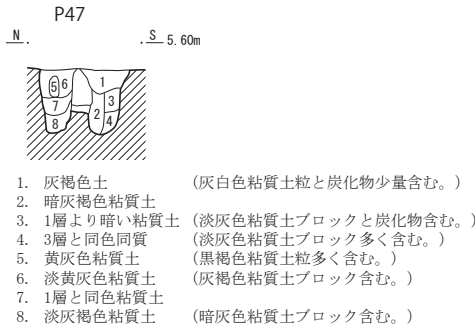 P47
N. .S 5.60m
5 6 1
7 3
2
8 4
1. 灰褐色土 (灰白色粘質土粒と炭化物少量含む。)
2. 暗灰褐色粘質土
3. 1層より暗い粘質土 (淡灰色粘質土ブロックと炭化物含む。)
4. 3層と同色同質 (淡灰色粘質土ブロック多く含む。)
5. 黄灰色粘質土 (黒褐色粘質土粒多く含む。)
6. 淡黄灰色粘質土 (灰褐色粘質土ブロック含む。)
7. 1層と同色粘質土
8. 淡灰褐色粘質土 (暗灰色粘質土ブロック含む。)